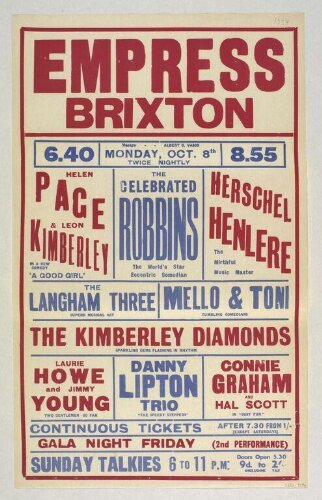 EMPRESS
BRIXTON
6.40
MONDAY, OCT. 8th
TWICE NIGHTLY
8.55
HELEN
PAGE
& LEON
KIMBERLEY
IN A NEW
COMEDY
'A GOOD GIRL'
THE
CELEBRATED
ROBBINS
The World's Star
Eccentric Comedian
HERSCHEL
HENLERE
The
Mirthful
Music Master
THE
LANGHAM THREE
SUPERB MUSICAL ACT
MELLO & TONI
TUMBLING COMEDIANS
THE KIMBERLEY DIAMONDS
SPARKLING GEMS FLASHING IN RHYTHM
LAURIE
HOWE
and JIMMY
YOUNG
TWO GENTLEMEN SO FAR
DANNY
LIPTON
TRIO
"THE SPEEDY STEPPERS"
CONNIE
GRAHAM
AND
HAL SCOTT
IN "JUST FUN"
CONTINUOUS TICKETS
AFTER 7.30 FROM 1/-
(EXCEPT SATURDAYS)
GALA NIGHT FRIDAY (2nd PERFORMANCE)
SUNDAY TALKIES 6 TO 11 P.M.
Doors Open 5.30
9d. to 2/-
INCLUDING TAX